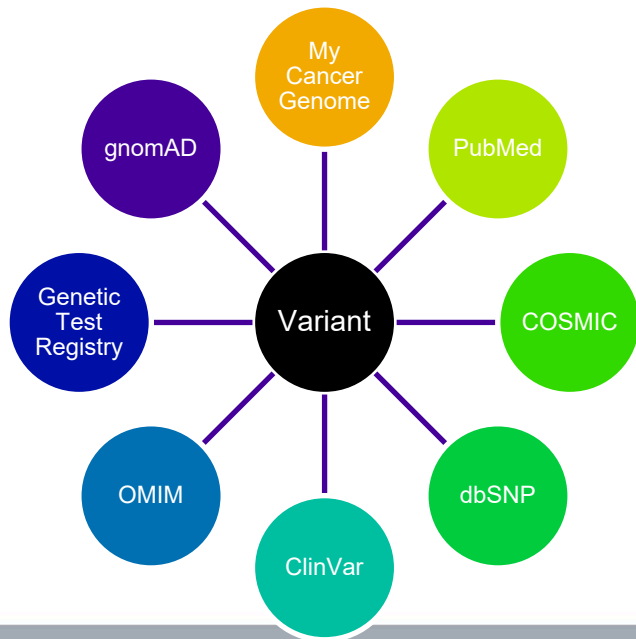 My
Cancer
Genome
gnomAD
PubMed
Genetic
Test
Registry
Variant
COSMIC
OMIM
dbSNP
ClinVar